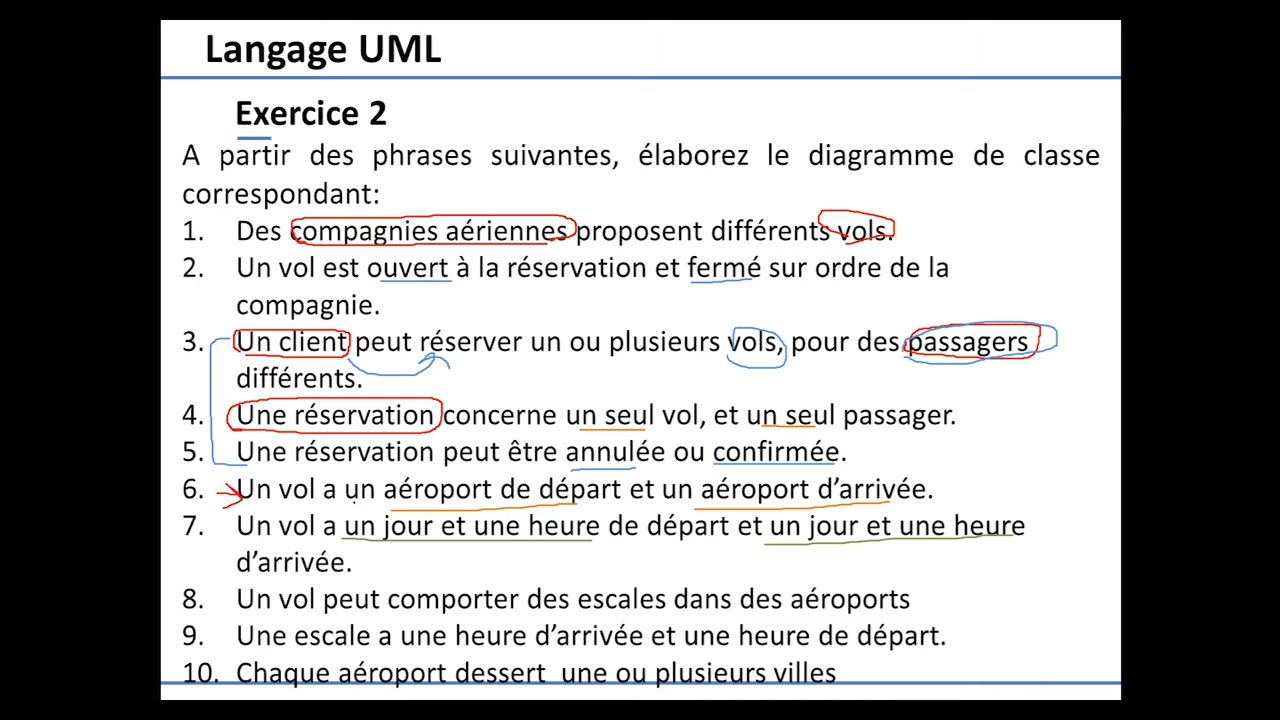 Langage UML
Exercice 2
A partir des phrases suivantes, élaborez le diagramme de classe
correspondant:
1. Des compagnies aériennes proposent différents vols.
2. Un vol est ouvert à la réservation et fermé sur ordre de la
compagnie.
3. Un client peut réserver un ou plusieurs vols, pour des passagers
différents.
4. Une réservation concerne un seul vol, et un seul passager.
5. Une réservation peut être annulée ou confirmée.
6. Un vol a un aéroport de départ et un aéroport d’arrivée.
7. Un vol a un jour et une heure de départ et un jour et une heure
d’arrivée.
8. Un vol peut comporter des escales dans des aéroports
9. Une escale a une heure d’arrivée et une heure de départ.
10. Chaque aéroport dessert une ou plusieurs villes